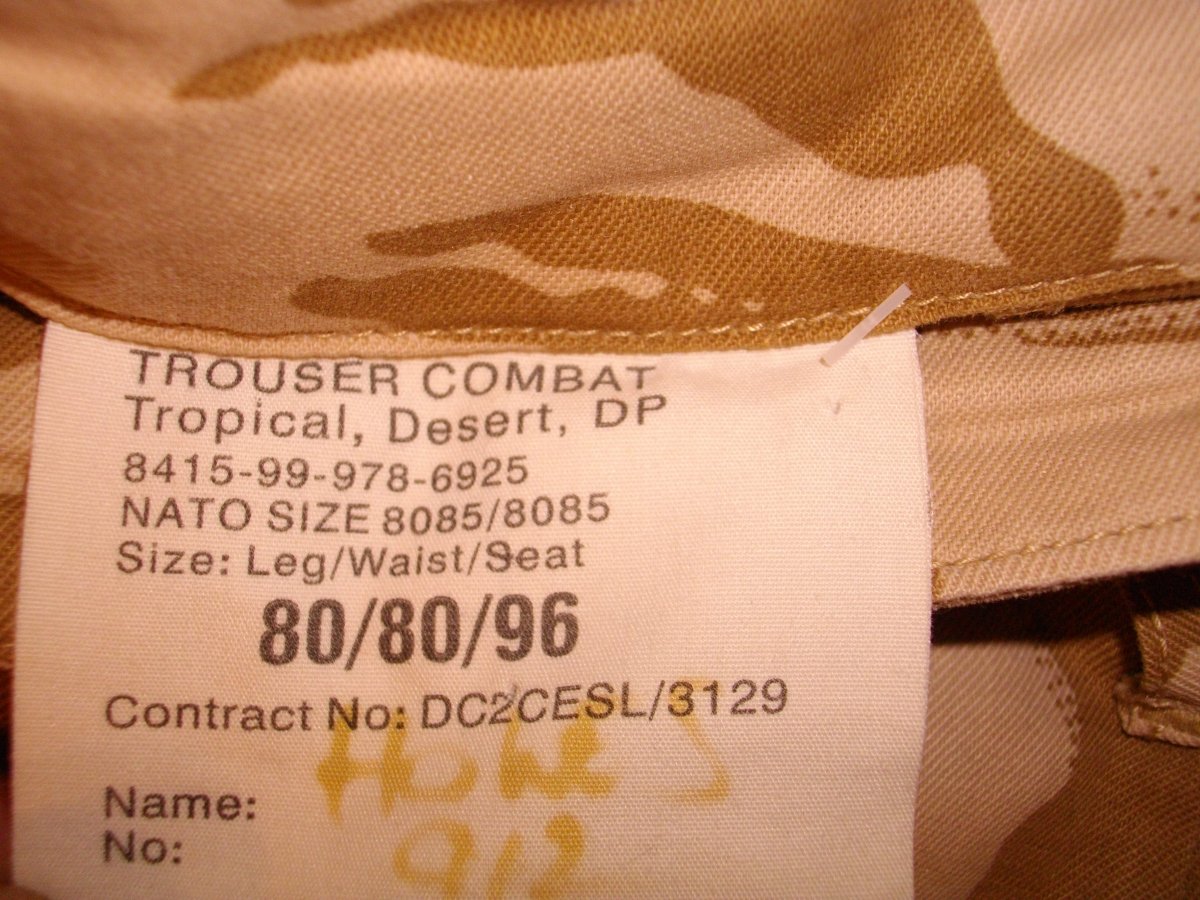 TROUSER COMBAT
Tropical, Desert, DP
8415-99-978-6925
NATO SIZE 8085/8085
Size: Leg/Waist/Seat
80/80/96
Contract No: DC2CESL/3129
Name:
No: 912